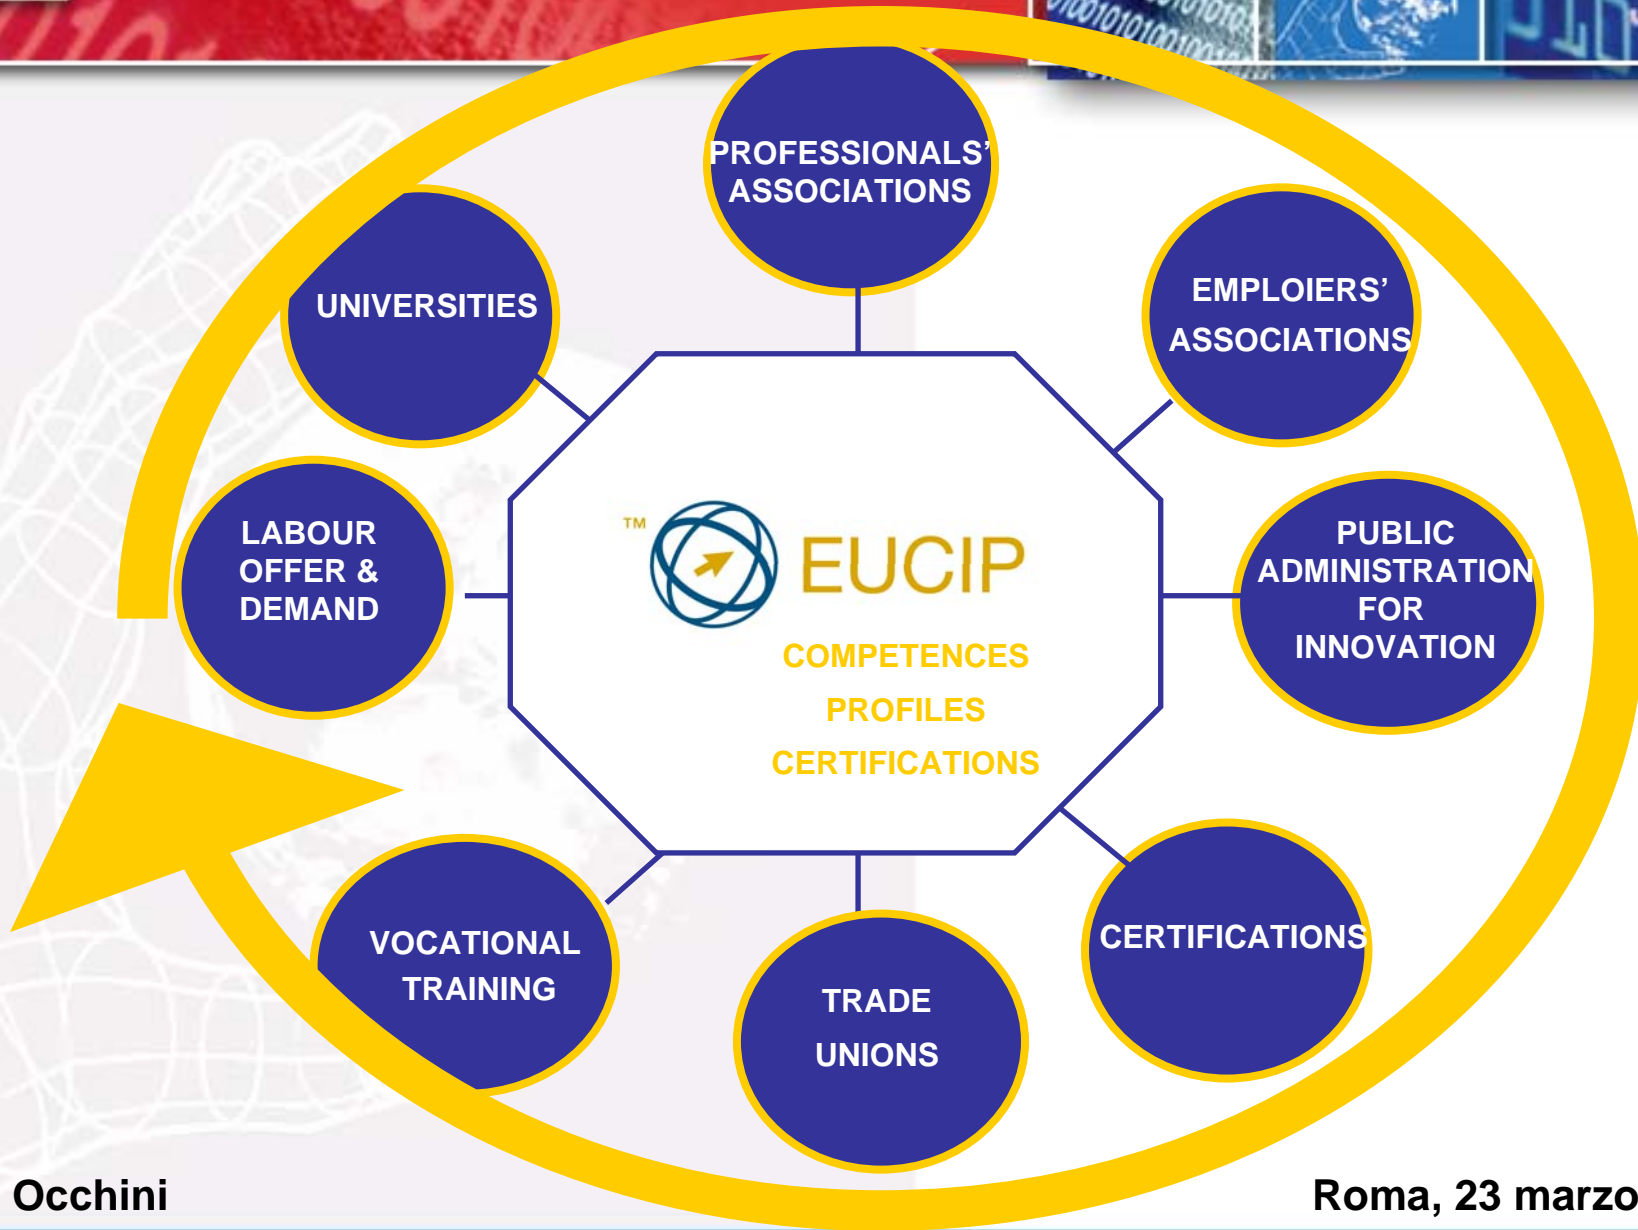 PROFESSIONALS'
ASSOCIATIONS
UNIVERSITIES
EMPLOIERS'
ASSOCIATIONS
LABOUR
OFFER &
DEMAND
TM
EUCIP
COMPETENCES
PROFILES
CERTIFICATIONS
PUBLIC
ADMINISTRATION
FOR
INNOVATION
VOCATIONAL
TRAINING
TRADE
UNIONS
CERTIFICATIONS
Occhini
Roma, 23 marzo